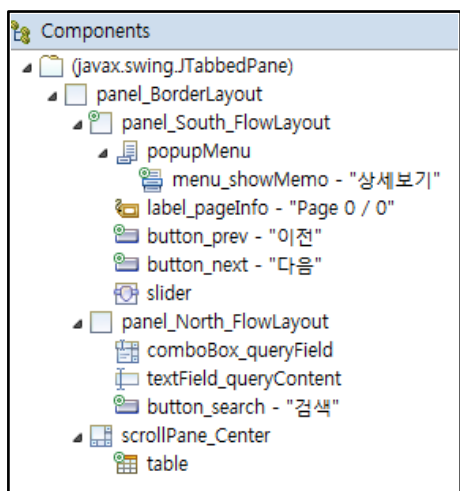 Components
(javax.swing.JTabbedPane)
panel_BorderLayout
panel_South_FlowLayout
popupMenu
menu_showMemo - "상세보기"
label_pageInfo - "Page 0 / 0"
button_prev - "이전"
button_next - "다음"
slider
panel_North_FlowLayout
comboBox_queryField
textField_queryContent
button_search - "검색"
scrollPane_Center
table